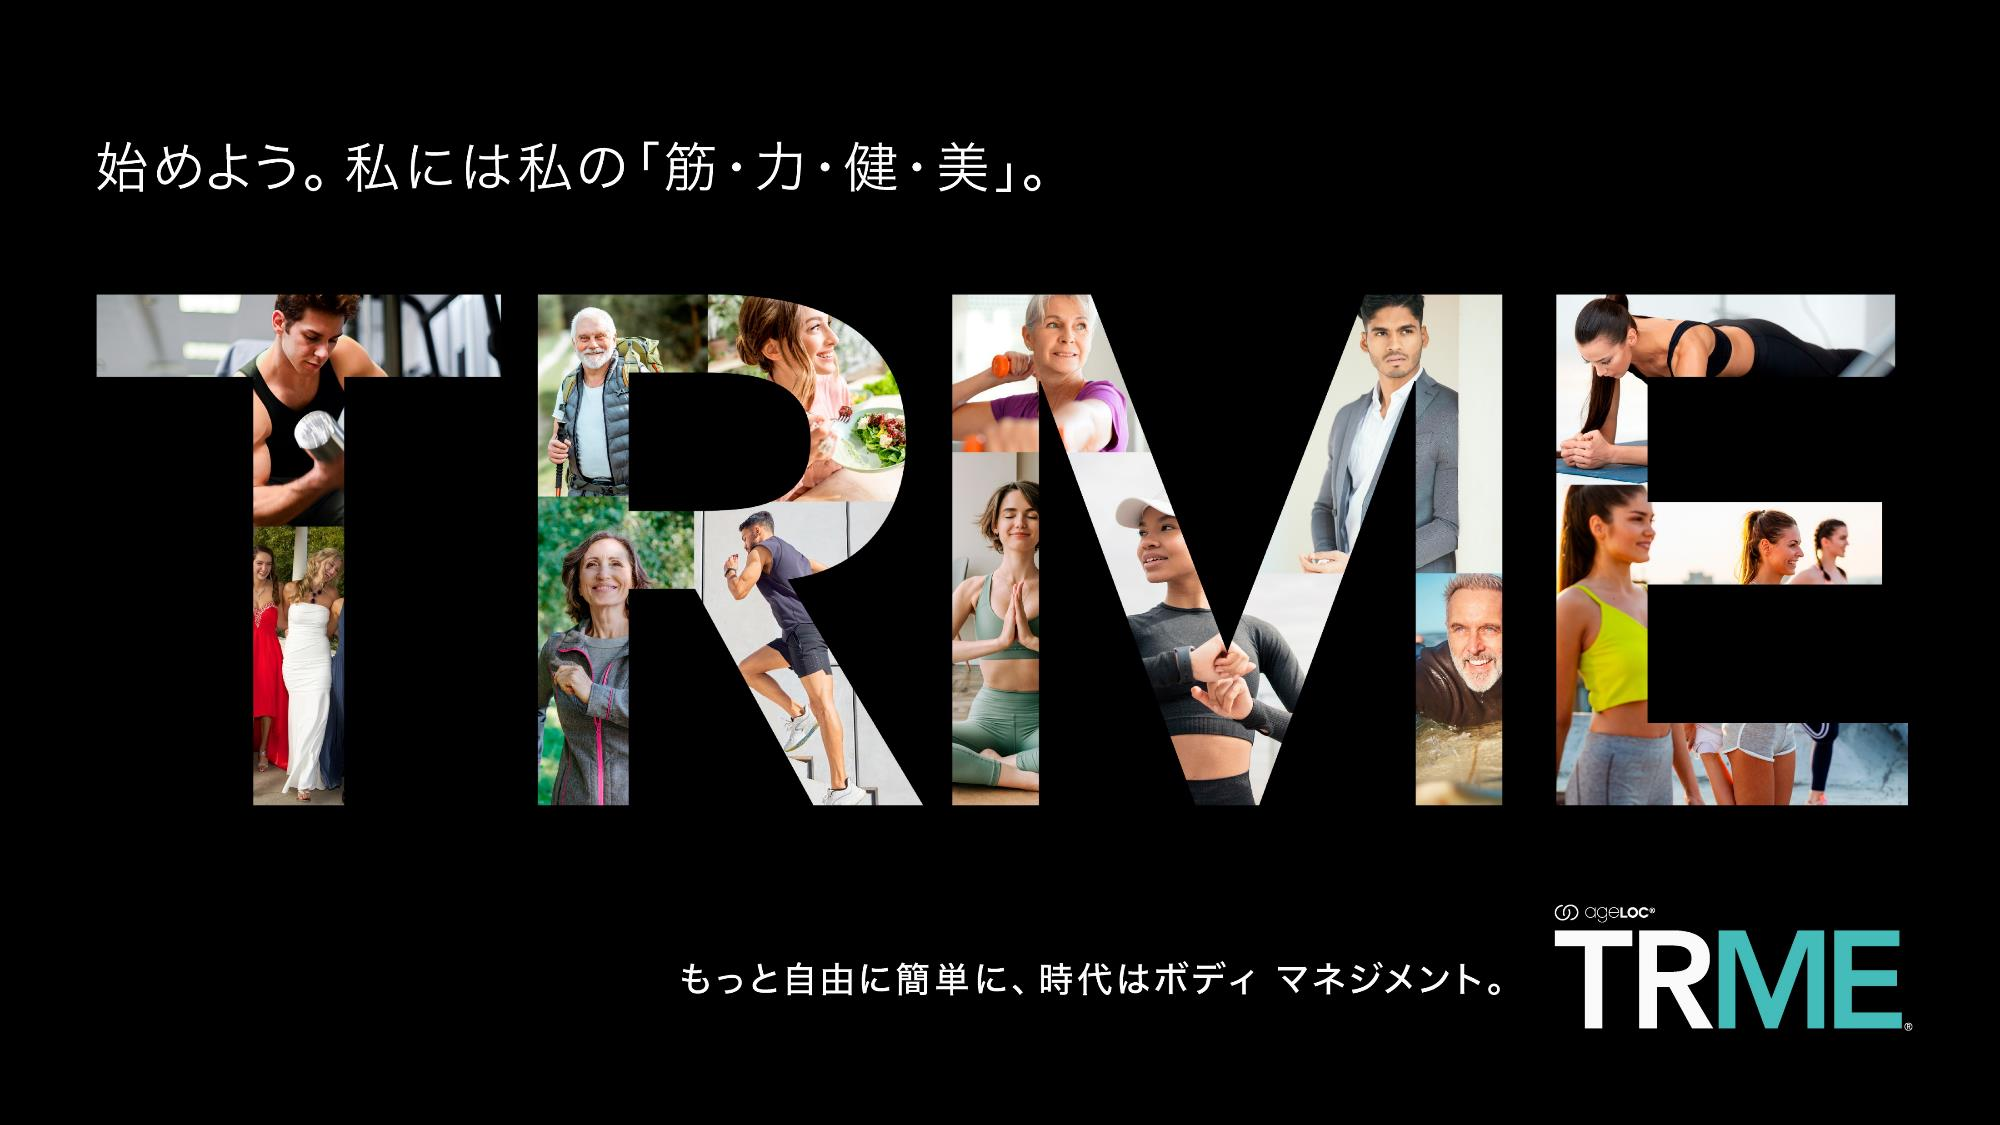 始めよう。私には私の「筋・力・健・美」。
TRME
ageLOC®
もっと自由に簡単に、時代はボディ マネジメント。
TRME®